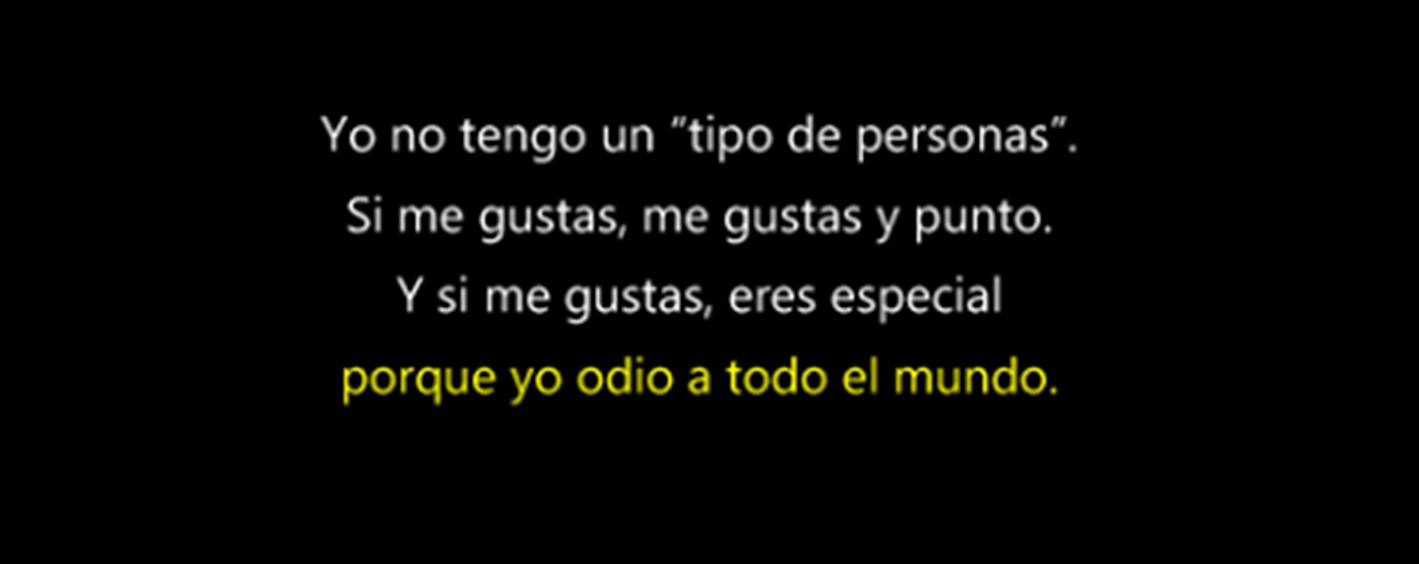 Yo no tengo un "tipo de personas".
Si me gustas, me gustas y punto.
Y si me gustas, eres especial
porque yo odio a todo el mundo.